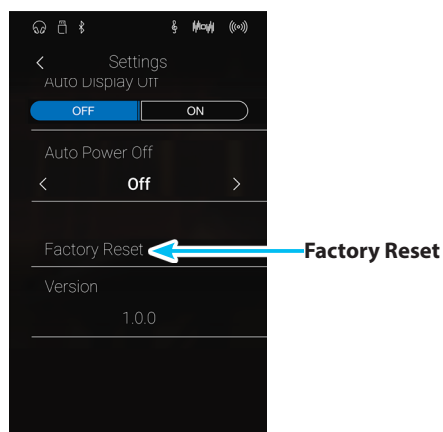 Settings
Auto Display Off
OFF ON
Auto Power Off
Off
Factory Reset
Factory Reset
Version
1.0.0